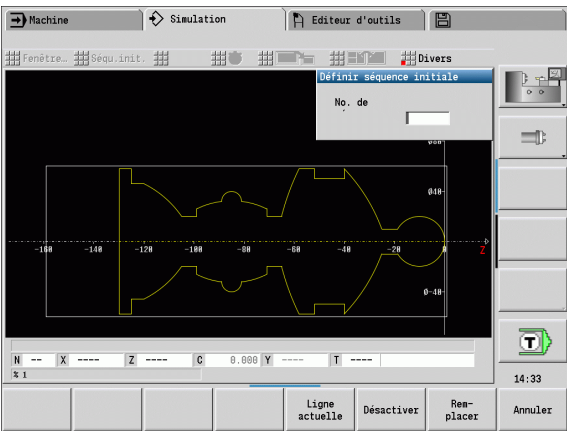 Machine
Simulation
Editeur d'outils
Fenêtre…
Séqu.init.
Divers
Définir séquence initiale
No. de
ø80
ø40
-160 -140 -120 -100 -80 -60 -40 -20 Z
ø-40
N -- X ---- Z ---- C 0.000 Y ---- T ----
% 1
14:33
Ligne actuelle
Désactiver
Rem-
placer
Annuler